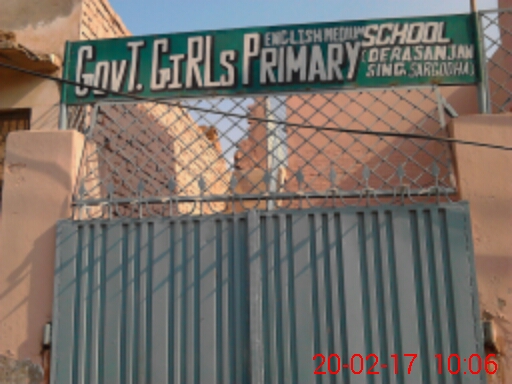 GOVT. GIRLS PRIMARY ENGLISH MEDIUM SCHOOL
(DERA SANJAN
SING. SARGODHA)
20-02-17 10:06